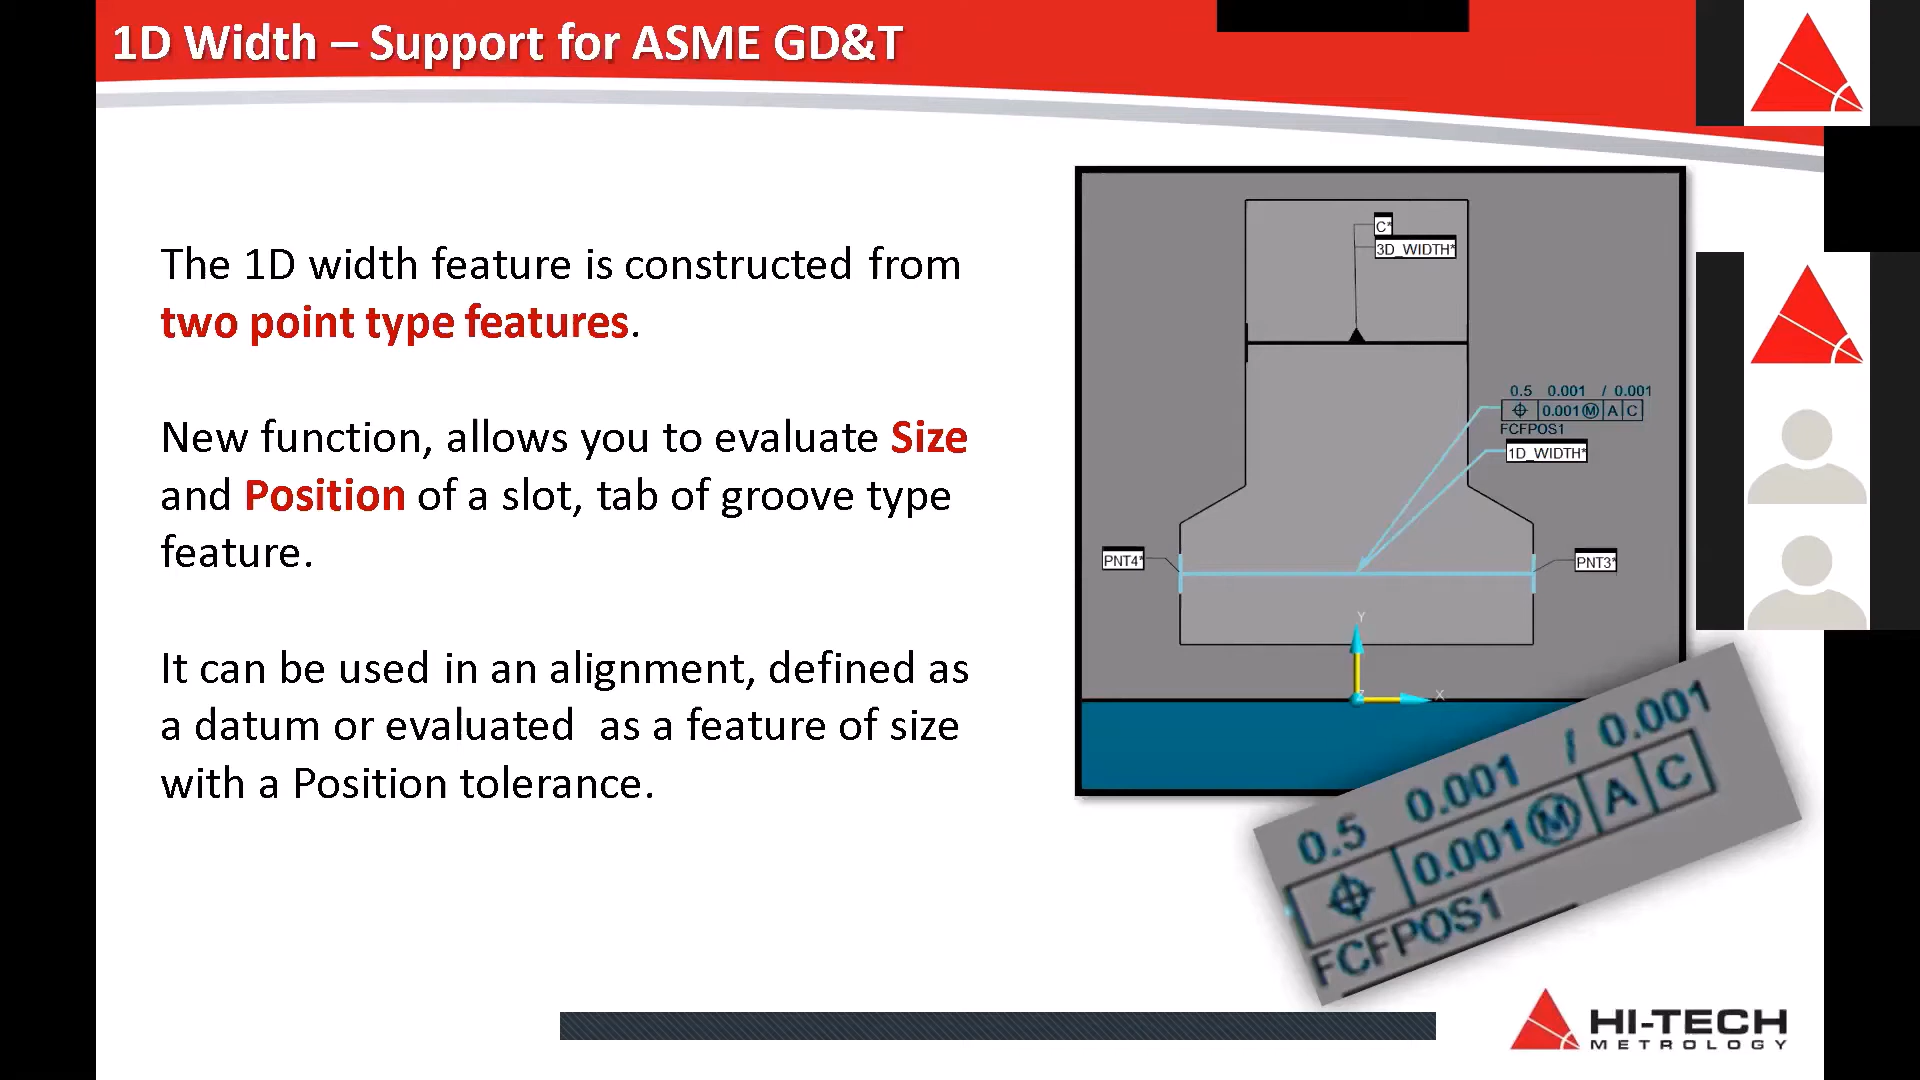 1D Width – Support for ASME GD&T
The 1D width feature is constructed from
two point type features.
New function, allows you to evaluate Size
and Position of a slot, tab of groove type
feature.
It can be used in an alignment, defined as
a datum or evaluated  as a feature of size
with a Position tolerance.
C*
3D_WIDTH*
0.5 0.001 / 0.001
⌖ 0.001 Ⓜ A C
FCFPOS1
1D_WIDTH*
PNT4*
PNT3*
Y
Z
X
0.5 0.001 / 0.001
⌖ 0.001 Ⓜ A C
FCFPOS1
HI-TECH
METROLOGY